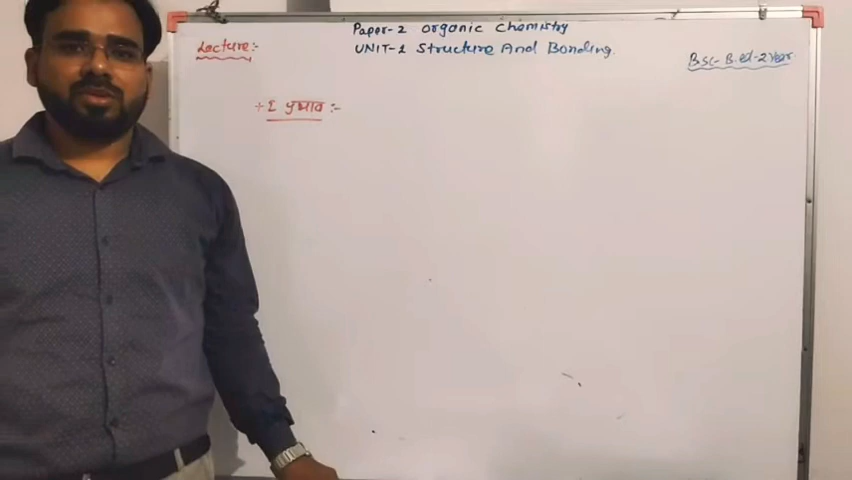 Paper-2 organic chemistry
Lecture:-
UNIT-1 Structure And Bonding.
BSC-B.ed-2 Year
+I प्रभाव :-